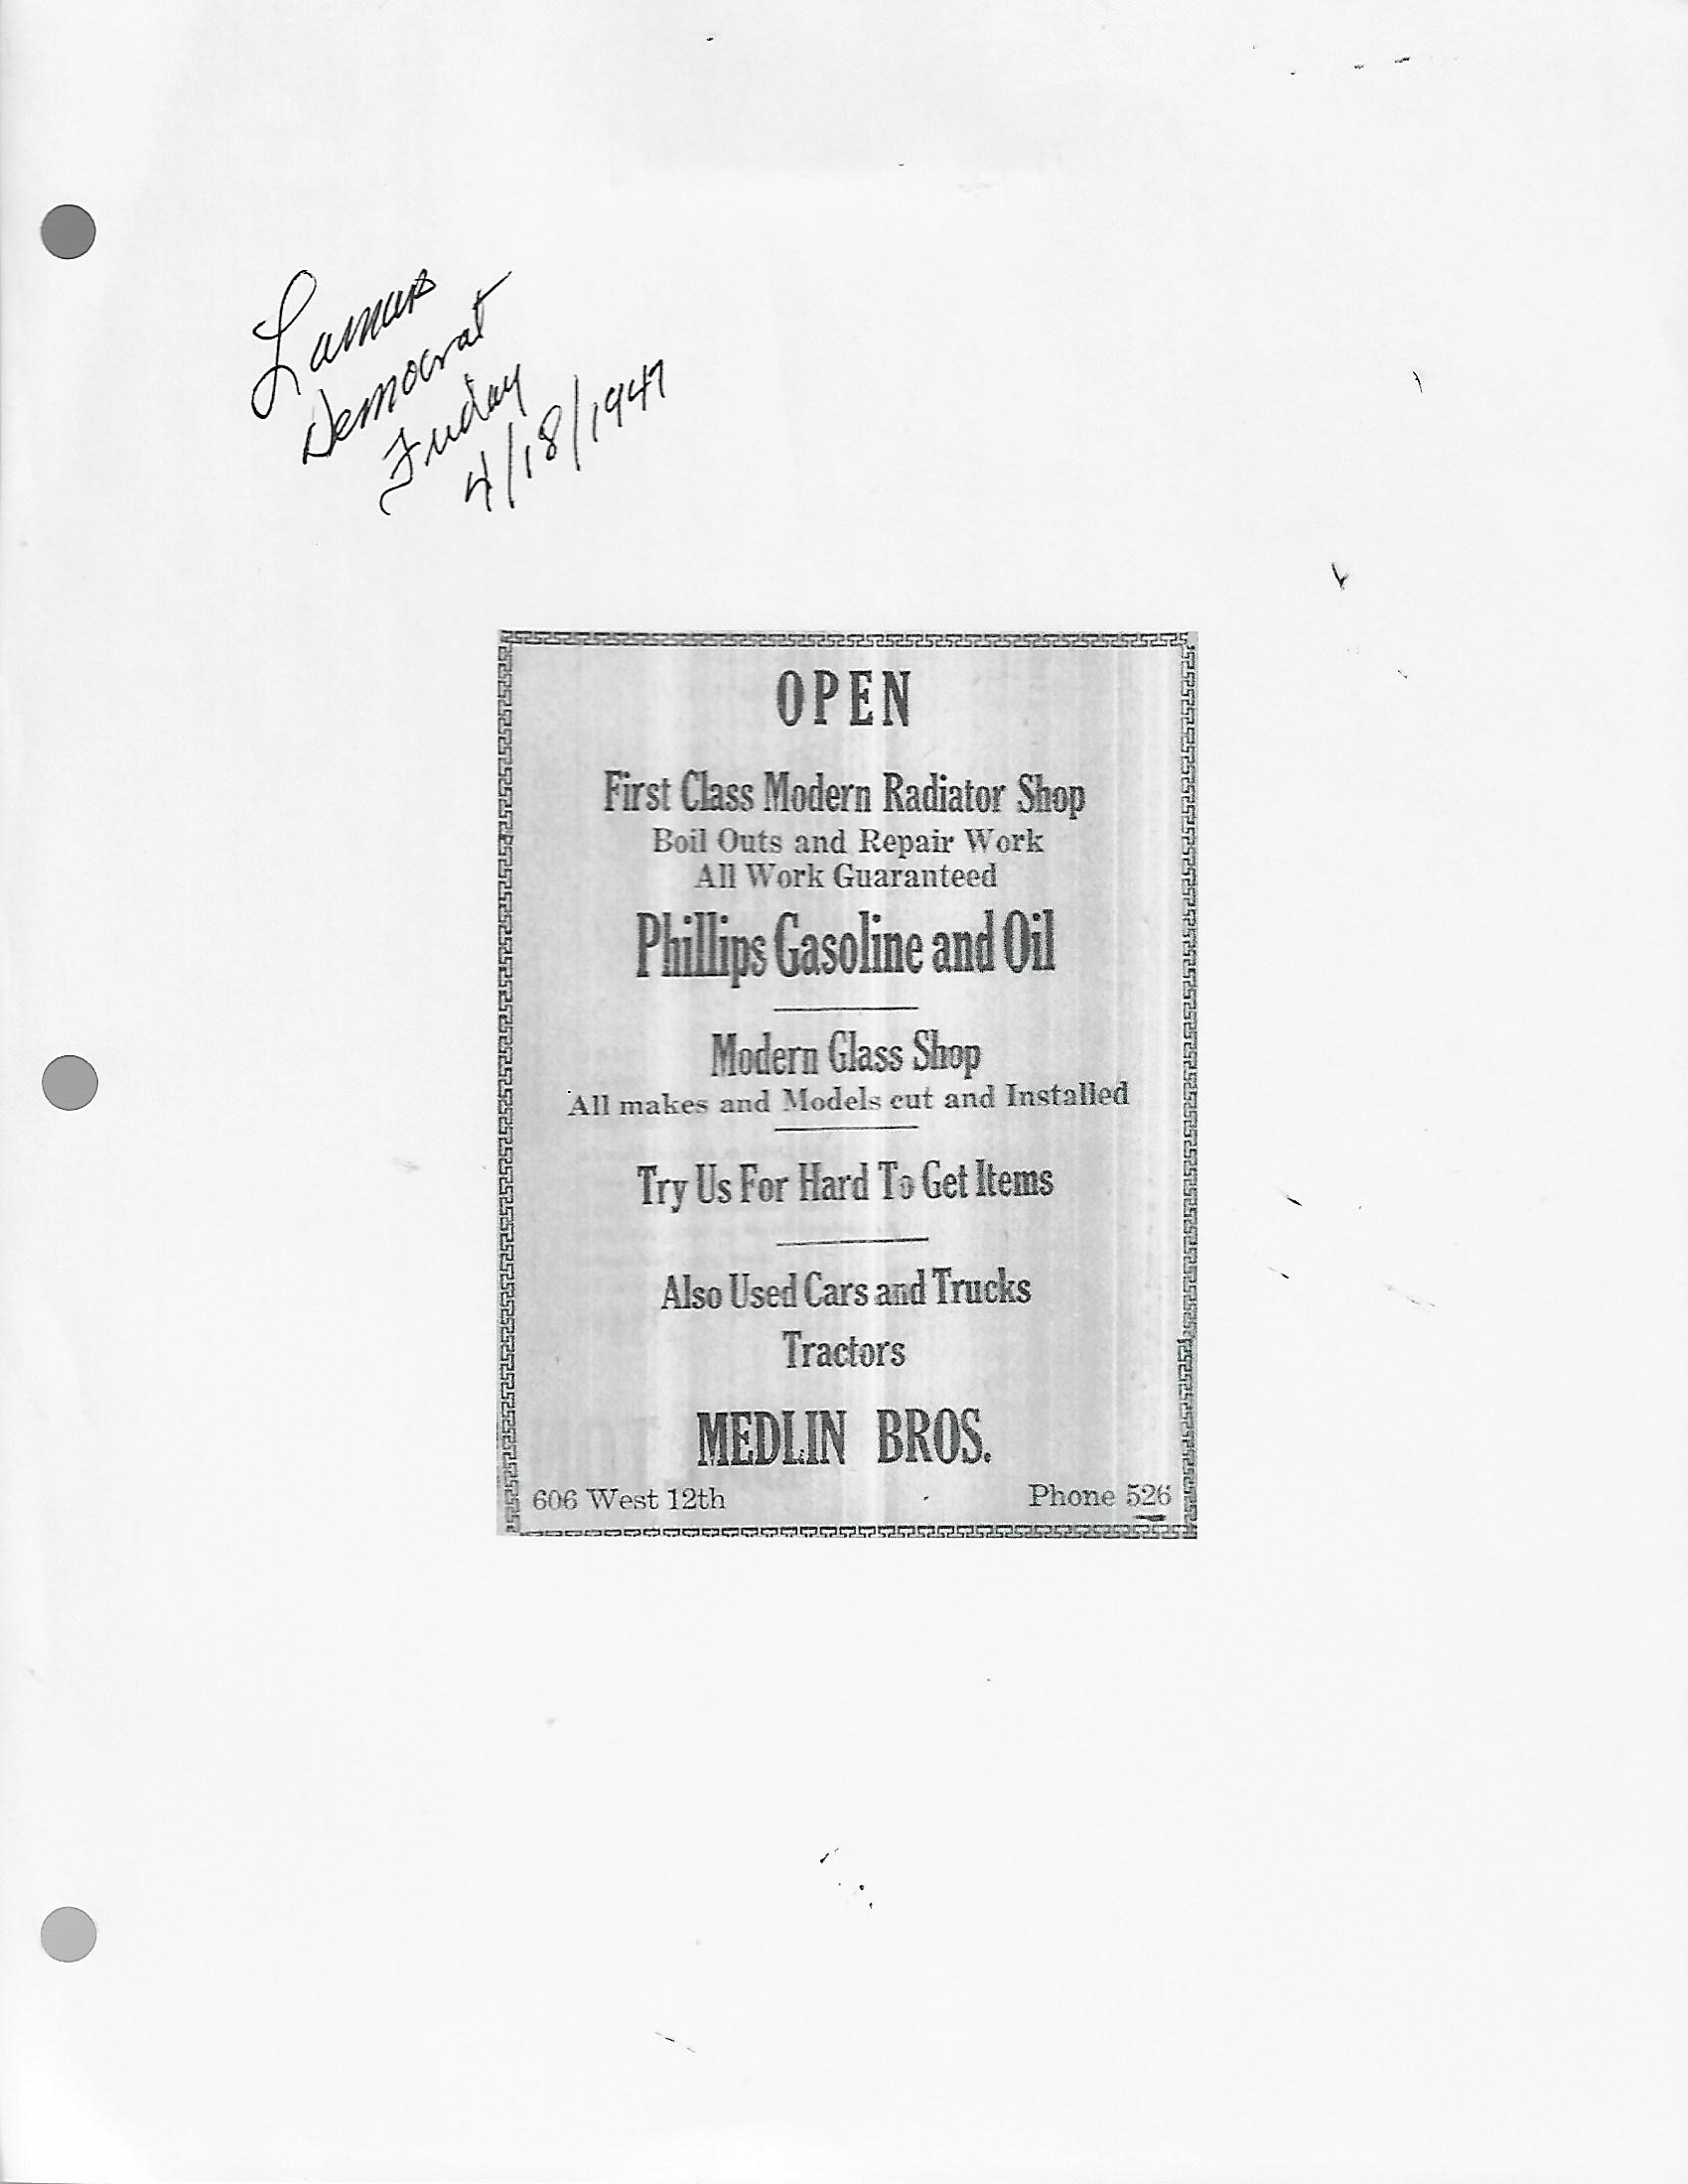 Lamar
Democrat
Friday
4/18/1947
OPEN
First Class Modern Radiator Shop
Boil Outs and Repair Work
All Work Guaranteed
Phillips Gasoline and Oil
Modern Glass Shop
All makes and Models cut and Installed
Try Us For Hard To Get Items
Also Used Cars and Trucks
Tractors
MEDLIN BROS.
606 West 12th Phone 526